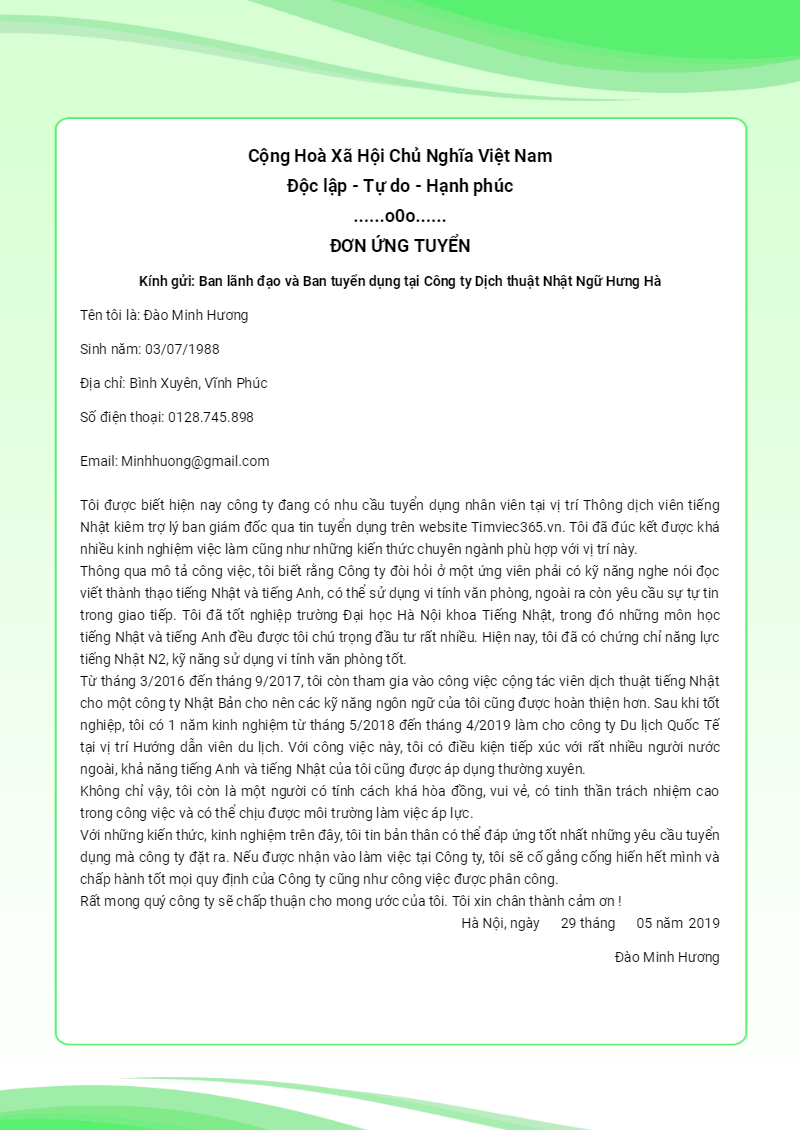 Cộng Hoà Xã Hội Chủ Nghĩa Việt Nam
Độc lập - Tự do - Hạnh phúc
......o0o......
ĐƠN ỨNG TUYỂN
Kính gửi: Ban lãnh đạo và Ban tuyển dụng tại Công ty Dịch thuật Nhật Ngữ Hưng Hà
Tên tôi là: Đào Minh Hương
Sinh năm: 03/07/1988
Địa chỉ: Bình Xuyên, Vĩnh Phúc
Số điện thoại: 0128.745.898
Email: Minhhuong@gmail.com
Tôi được biết hiện nay công ty đang có nhu cầu tuyển dụng nhân viên tại vị trí Thông dịch viên tiếng
Nhật kiêm trợ lý ban giám đốc qua tin tuyển dụng trên website Timviec365.vn. Tôi đã đúc kết được khá
nhiều kinh nghiệm việc làm cũng như những kiến thức chuyên ngành phù hợp với vị trí này.
Thông qua mô tả công việc, tôi biết rằng Công ty đòi hỏi ở một ứng viên phải có kỹ năng nghe nói đọc
viết thành thạo tiếng Nhật và tiếng Anh, có thể sử dụng vi tính văn phòng, ngoài ra còn yêu cầu sự tự tin
trong giao tiếp. Tôi đã tốt nghiệp trường Đại học Hà Nội khoa Tiếng Nhật, trong đó những môn học
tiếng Nhật và tiếng Anh đều được tôi chú trọng đầu tư rất nhiều. Hiện nay, tôi đã có chứng chỉ năng lực
tiếng Nhật N2, kỹ năng sử dụng vi tính văn phòng tốt.
Từ tháng 3/2016 đến tháng 9/2017, tôi còn tham gia vào công việc cộng tác viên dịch thuật tiếng Nhật
cho một công ty Nhật Bản cho nên các kỹ năng ngôn ngữ của tôi cũng được hoàn thiện hơn. Sau khi tốt
nghiệp, tôi có 1 năm kinh nghiệm từ tháng 5/2018 đến tháng 4/2019 làm cho công ty Du lịch Quốc Tế
tại vị trí Hướng dẫn viên du lịch. Với công việc này, tôi có điều kiện tiếp xúc với rất nhiều người nước
ngoài, khả năng tiếng Anh và tiếng Nhật của tôi cũng được áp dụng thường xuyên.
Không chỉ vậy, tôi còn là một người có tính cách khá hòa đồng, vui vẻ, có tinh thần trách nhiệm cao
trong công việc và có thể chịu được môi trường làm việc áp lực.
Với những kiến thức, kinh nghiệm trên đây, tôi tin bản thân có thể đáp ứng tốt nhất những yêu cầu tuyển
dụng mà công ty đặt ra. Nếu được nhận vào làm việc tại Công ty, tôi sẽ cố gắng cống hiến hết mình và
chấp hành tốt mọi quy định của Công ty cũng như công việc được phân công.
Rất mong quý công ty sẽ chấp thuận cho mong ước của tôi. Tôi xin chân thành cảm ơn !
Hà Nội, ngày 29 tháng 05 năm 2019
Đào Minh Hương